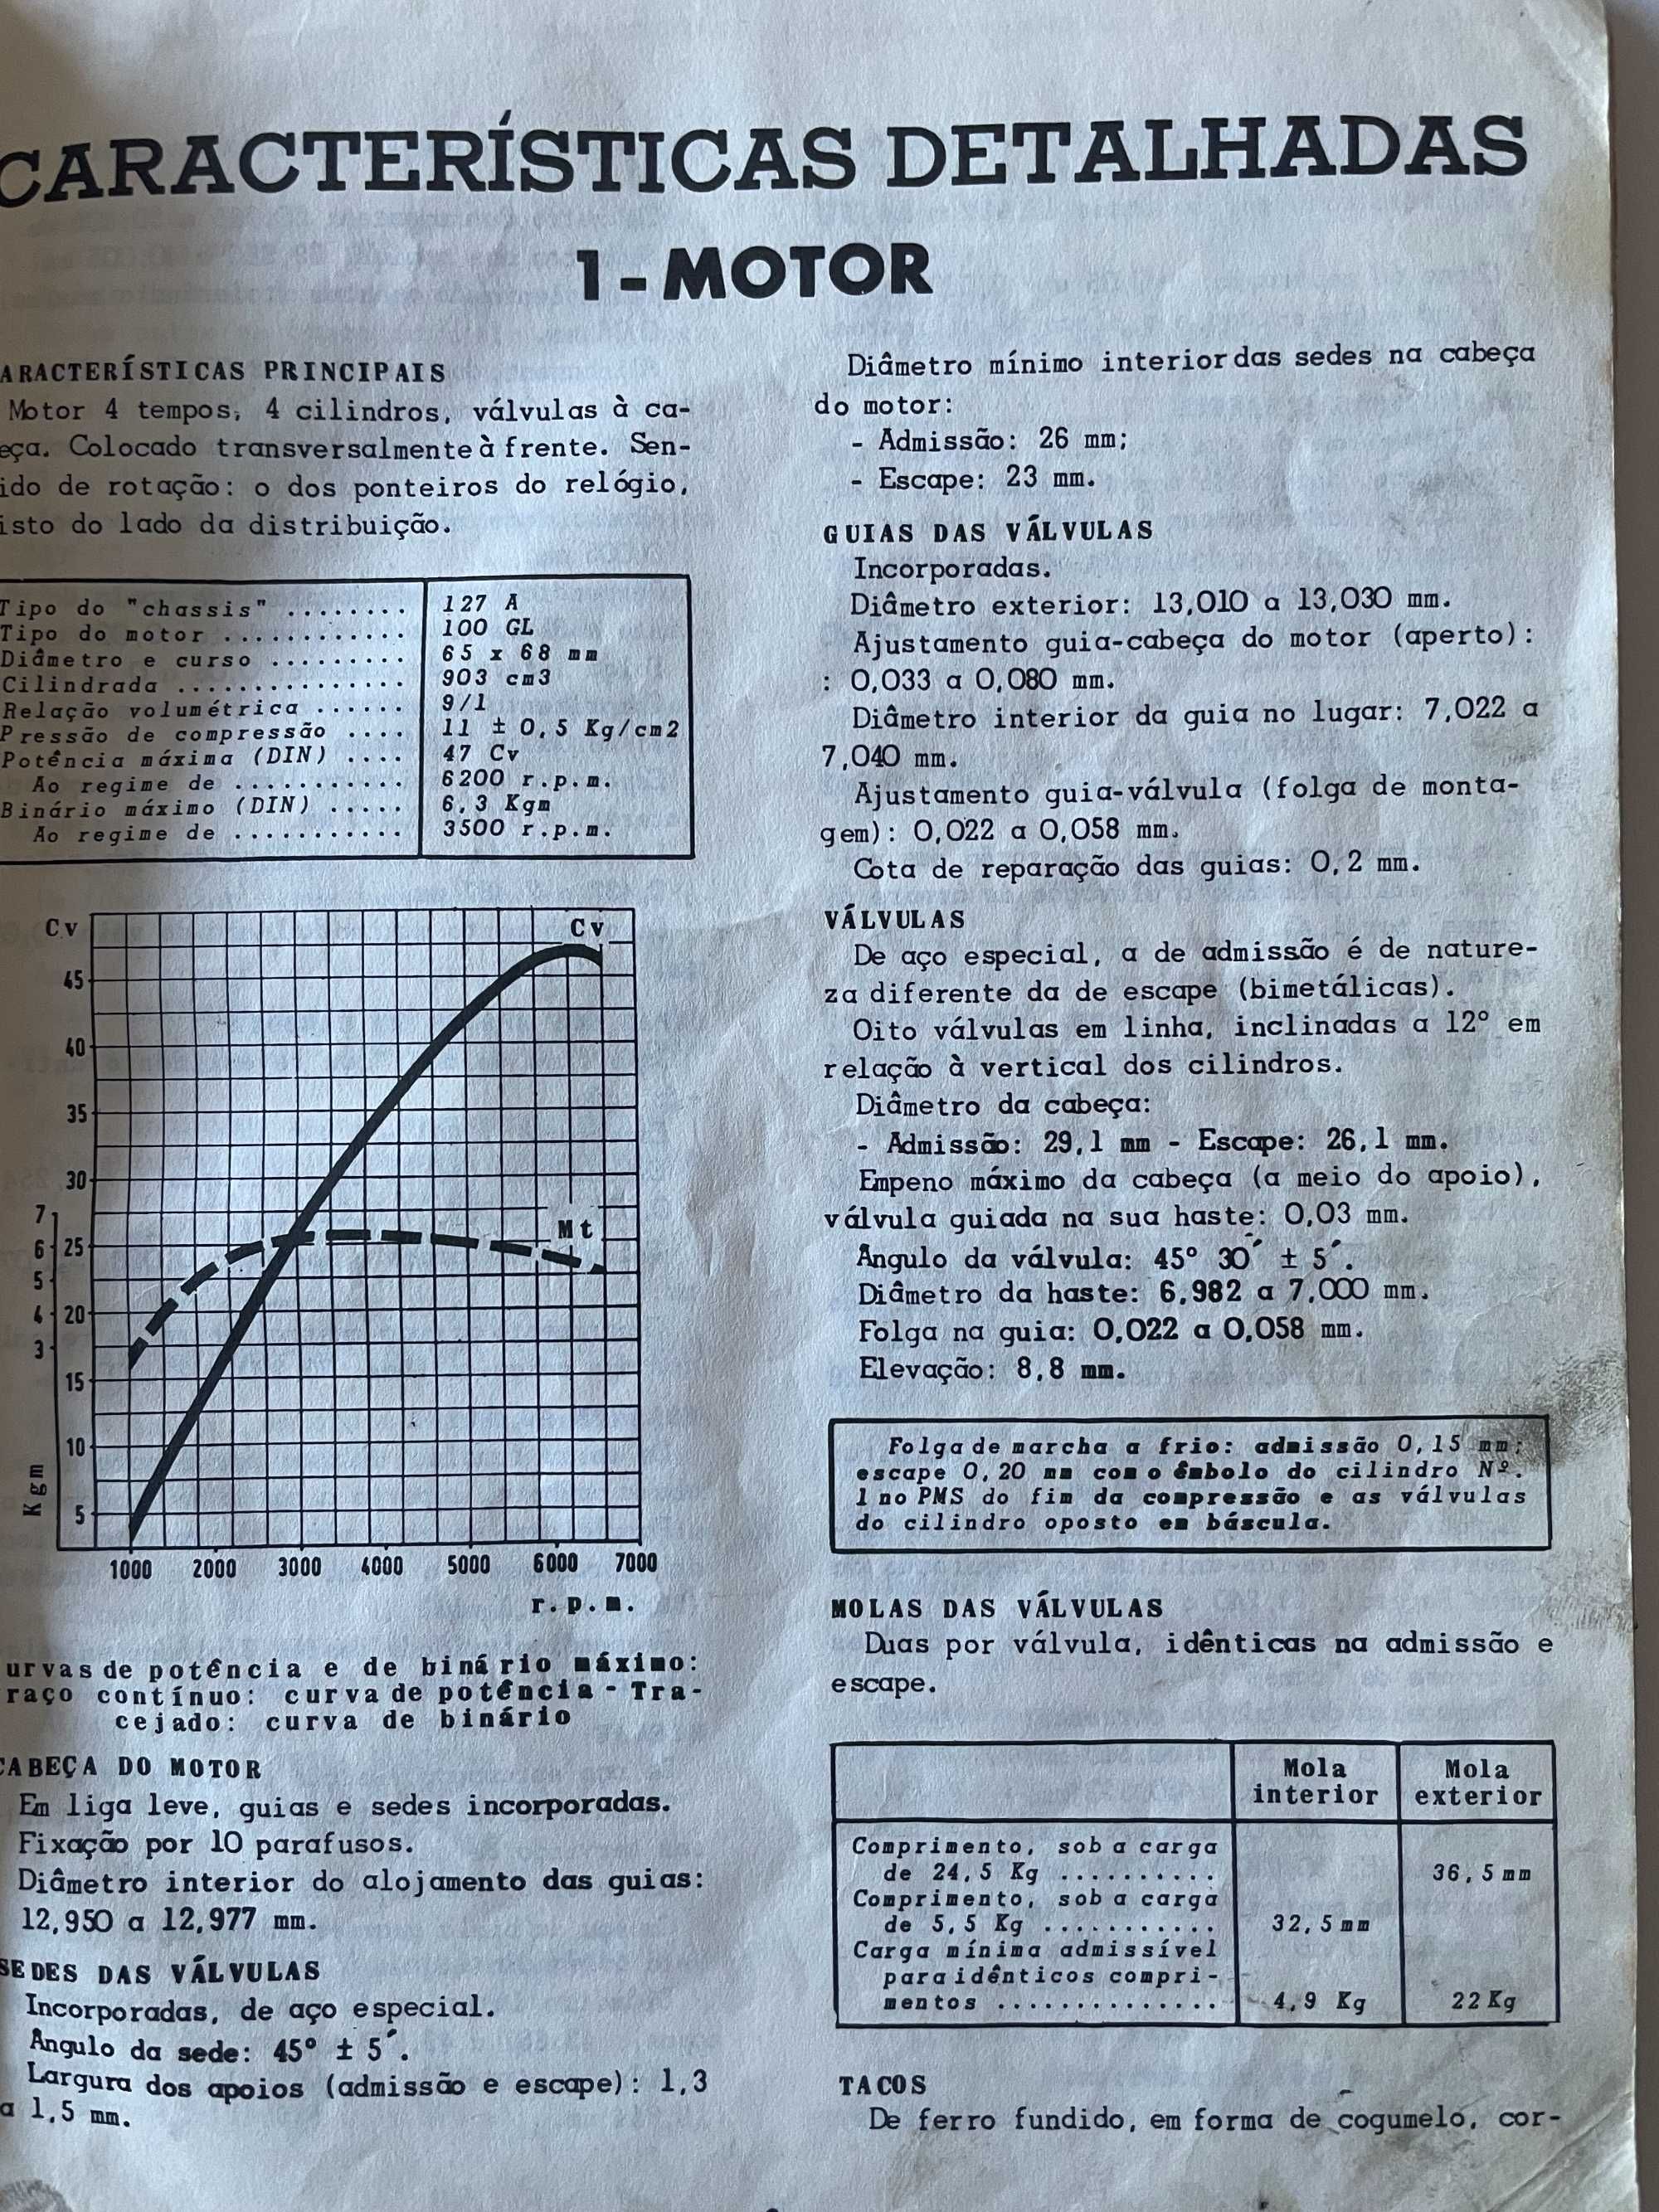 CARACTERÍSTICAS DETALHADAS
1-MOTOR
ARACTERÍSTICAS PRINCIPAIS
Motor 4 tempos, 4 cilindros, válvulas à ca-
eça. Colocado transversalmente à frente. Sen-
ido de rotação: o dos ponteiros do relógio,
isto do lado da distribuição.
Tipo do "chassis" ........ 127 A
Tipo do motor ............ 100 GL
Diâmetro e curso ......... 65 x 68 mm
Cilindrada ............... 903 cm3
Relação volumétrica ...... 9/1
Pressão de compressão .... 11 ± 0,5 Kg/cm2
Potência máxima (DIN) .... 47 Cv
Ao regime de ........... 6200 r.p.m.
Binário máximo (DIN) ..... 6,3 Kgm
Ao regime de ........... 3500 r.p.m.
Cv
Cv
45
40
35
30
7
6 25
5
4 20
3
15
10
5
Kgm
Mt
1000 2000 3000 4000 5000 6000 7000
r.p.m.
urvas de potência e de binário máximo:
raço contínuo: curva de potência - Tra-
cejado: curva de binário
CABEÇA DO MOTOR
Em liga leve, guias e sedes incorporadas.
Fixação por 10 parafusos.
Diâmetro interior do alojamento das guias:
12,950 a 12,977 mm.
SEDES DAS VÁLVULAS
Incorporadas, de aço especial.
Ângulo da sede: 45° ± 5´.
Largura dos apoios (admissão e escape): 1,3
a 1,5 mm.
Diâmetro mínimo interior das sedes na cabeça
do motor:
- Admissão: 26 mm;
- Escape: 23 mm.
GUIAS DAS VÁLVULAS
Incorporadas.
Diâmetro exterior: 13,010 a 13,030 mm.
Ajustamento guia-cabeça do motor (aperto):
: 0,033 a 0,080 mm.
Diâmetro interior da guia no lugar: 7,022 a
7,040 mm.
Ajustamento guia-válvula (folga de monta-
gem): 0,022 a 0,058 mm.
Cota de reparação das guias: 0,2 mm.
VÁLVULAS
De aço especial, a de admissão é de nature-
za diferente da de escape (bimetálicas).
Oito válvulas em linha, inclinadas a 12° em
relação à vertical dos cilindros.
Diâmetro da cabeça:
- Admissão: 29,1 mm - Escape: 26,1 mm.
Empeno máximo da cabeça (a meio do apoio),
válvula guiada na sua haste: 0,03 mm.
Ângulo da válvula: 45° 30´ ± 5´.
Diâmetro da haste: 6,982 a 7,000 mm.
Folga na guia: 0,022 a 0,058 mm.
Elevação: 8,8 mm.
Folga de marcha a frio: admissão 0,15 mm;
escape 0,20 mm com o êmbolo do cilindro Nº.
1 no PMS do fim da compressão e as válvulas
do cilindro oposto em báscula.
MOLAS DAS VÁLVULAS
Duas por válvula, idênticas na admissão e
escape.
Mola Mola
interior exterior
Comprimento, sob a carga
de 24,5 Kg .......... 36,5 mm
Comprimento, sob a carga
de 5,5 Kg ........... 32,5 mm
Carga mínima admissível
para idênticos compri-
mentos .............. 4,9 Kg 22 Kg
TACOS
De ferro fundido, em forma de cogumelo, cor-